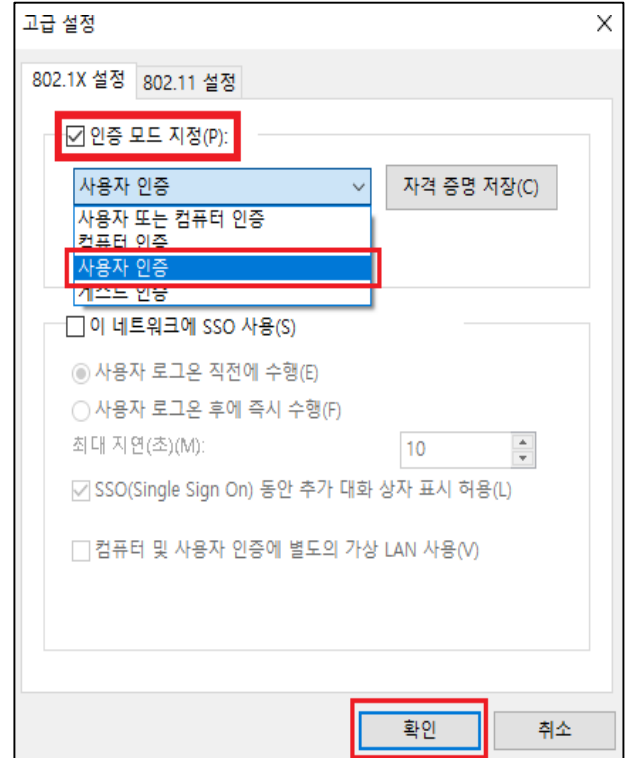 고급 설정
802.1X 설정 802.11 설정
인증 모드 지정(P):
사용자 인증 자격 증명 저장(C)
사용자 또는 컴퓨터 인증
컴퓨터 인증
사용자 인증
게스트 인증
이 네트워크에 SSO 사용(S)
사용자 로그온 직전에 수행(E)
사용자 로그온 후에 즉시 수행(F)
최대 지연(초)(M): 10
SSO(Single Sign On) 동안 추가 대화 상자 표시 허용(L)
컴퓨터 및 사용자 인증에 별도의 가상 LAN 사용(V)
확인 취소